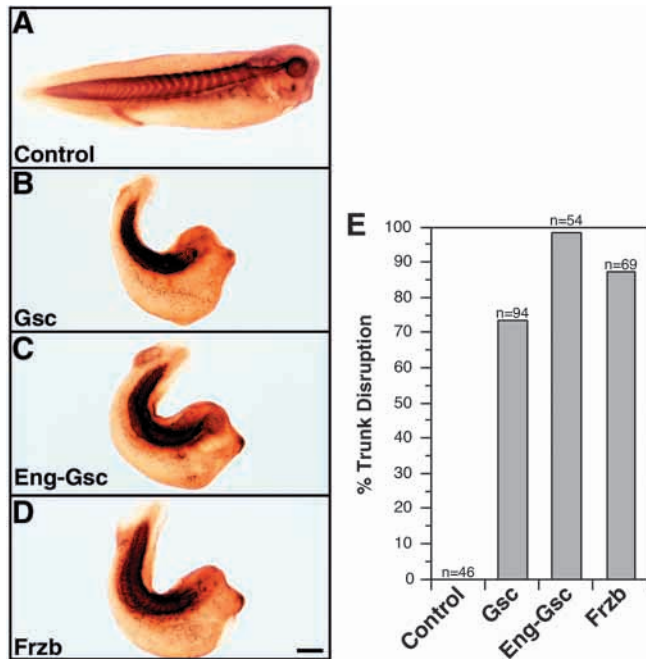 A
Control
B
Gsc
C
Eng-Gsc
D
Frzb
E
% Trunk Disruption
100
90
80
70
60
50
40
30
20
10
0
n=46
n=94
n=54
n=69
Control
Gsc
Eng-Gsc
Frzb